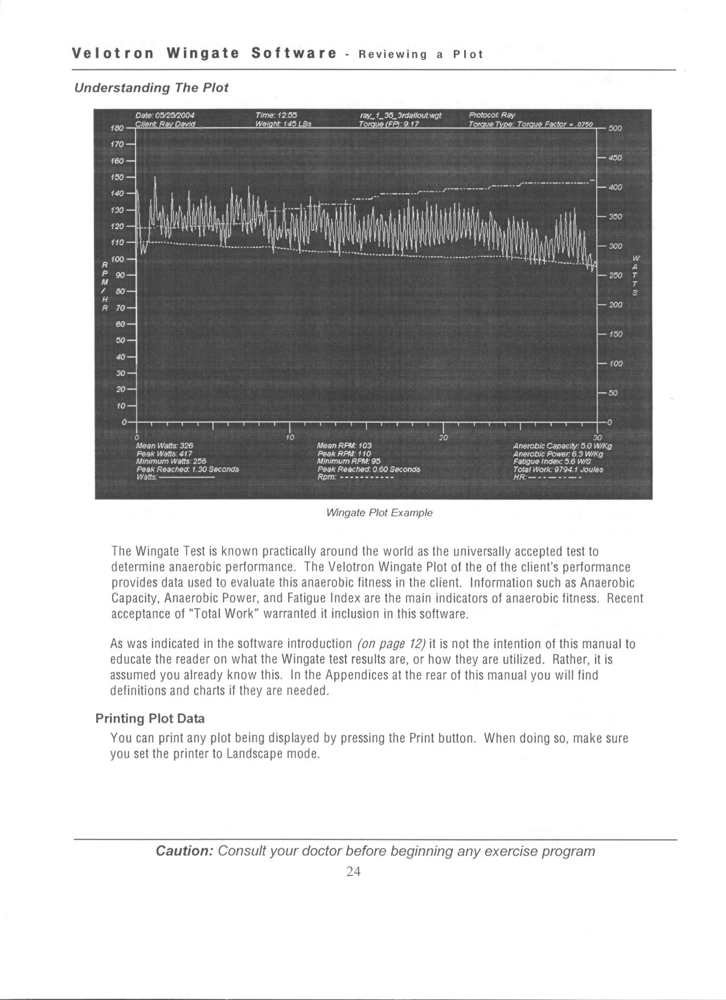 Velotron Wingate Software - Reviewing a Plot
Understanding The Plot
Date: 05/25/2004 Time: 12:55 ray_1_35_3rdallout.wgt Protocol: Ray
Client: Ray David Weight: 145 LBs Torque (FP): 9.17 Torque Type: Torque Factor = .0750
180 500
170
160 450
150
140 400
130
120 350
110 300
100
90 250
80
70 200
60
50 150
40
30 100
20 50
10
0 0
RPM/HR
WATTS
0 10 20 30
Mean Watts: 326 Mean RPM: 103 Anerobic Capacity: 5.0 W/Kg
Peak Watts: 417 Peak RPM: 110 Anerobic Power: 6.3 W/Kg
Minimum Watts: 256 Minimum RPM: 95 Fatigue Index: 5.6 W/S
Peak Reached: 1.30 Seconds Peak Reached: 0.60 Seconds Total Work: 9794.1 Joules
Watts: Rpm: HR:
Wingate Plot Example
The Wingate Test is known practically around the world as the universally accepted test to
determine anaerobic performance. The Velotron Wingate Plot of the of the client's performance
provides data used to evaluate this anaerobic fitness in the client. Information such as Anaerobic
Capacity, Anaerobic Power, and Fatigue Index are the main indicators of anaerobic fitness. Recent
acceptance of "Total Work" warranted it inclusion in this software.
As was indicated in the software introduction (on page 12) it is not the intention of this manual to
educate the reader on what the Wingate test results are, or how they are utilized. Rather, it is
assumed you already know this. In the Appendices at the rear of this manual you will find
definitions and charts if they are needed.
Printing Plot Data
You can print any plot being displayed by pressing the Print button. When doing so, make sure
you set the printer to Landscape mode.
Caution: Consult your doctor before beginning any exercise program
24